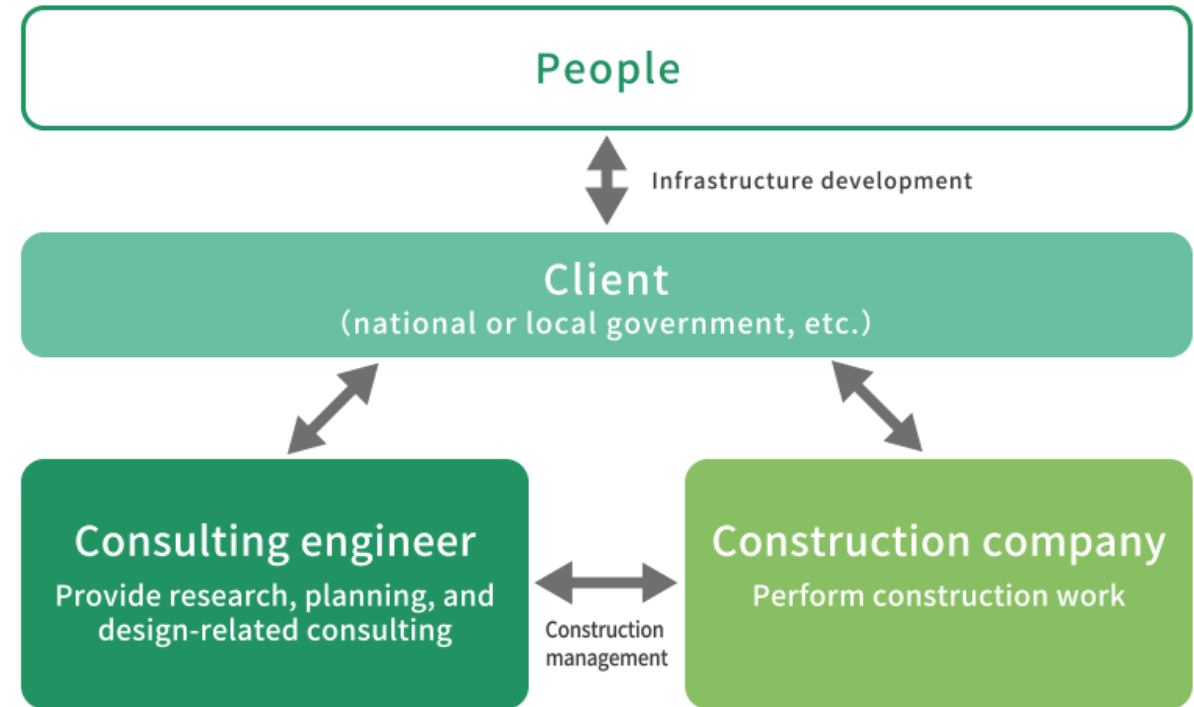 People
Infrastructure development
Client
（national or local government, etc.）
Consulting engineer
Provide research, planning, and
design-related consulting
Construction
management
Construction company
Perform construction work